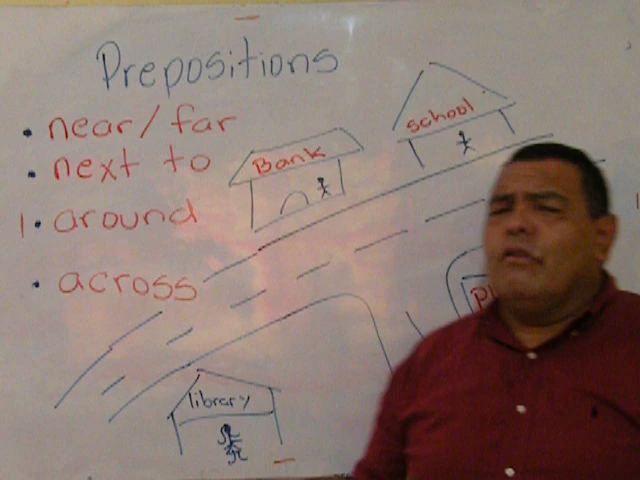 Prepositions
• near/far
• next to
• around
• across
Bank
school
library